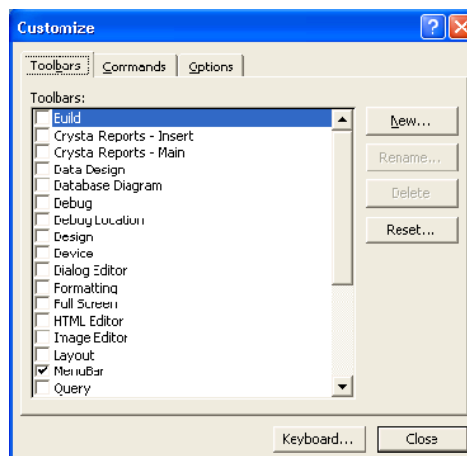 Customize
Toolbars
Commands
Options
Toolbars:
Euild
Crysta Reports - Insert
Crysta Reports - Main
Data Design
Database Diagram
Debug
Debug Location
Design
Device
Dialog Editor
Formatting
Full Screen
HTML Editor
Image Editor
Layout
MenuBar
Query
New...
Rename...
Delete
Reset...
Keyboard...
Close